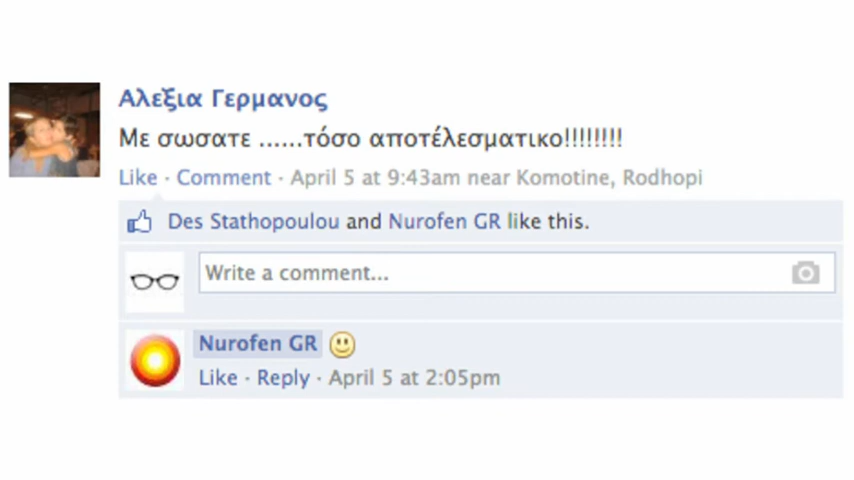 Αλεξια Γερμανος
Με σωσατε ......τόσο αποτέλεσματικο!!!!!!!!
Like · Comment · April 5 at 9:43am near Komotine, Rodhopi
Des Stathopoulou and Nurofen GR like this.
Write a comment...
Nurofen GR
Like · Reply · April 5 at 2:05pm